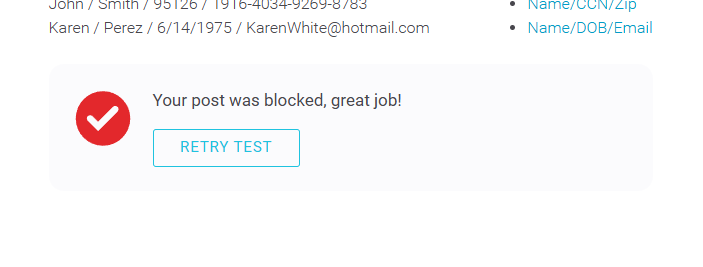 John / Smith / 95126 / 1916-4034-9269-8783
Name/CCN/Zip
Karen / Perez / 6/14/1975 / KarenWhite@hotmail.com
Name/DOB/Email
Your post was blocked, great job!
RETRY TEST